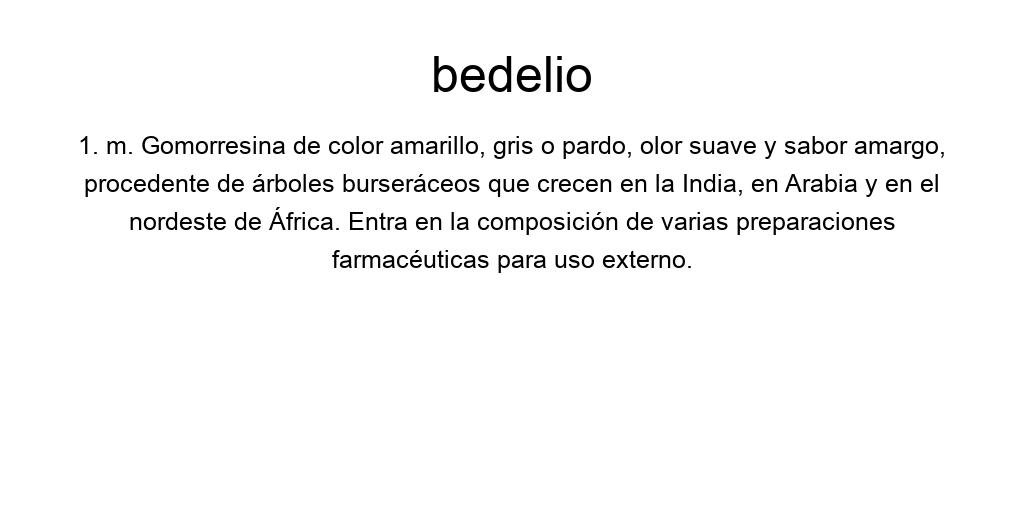 bedelio
1. m. Gomorresina de color amarillo, gris o pardo, olor suave y sabor amargo,
procedente de árboles burseráceos que crecen en la India, en Arabia y en el
nordeste de África. Entra en la composición de varias preparaciones
farmacéuticas para uso externo.